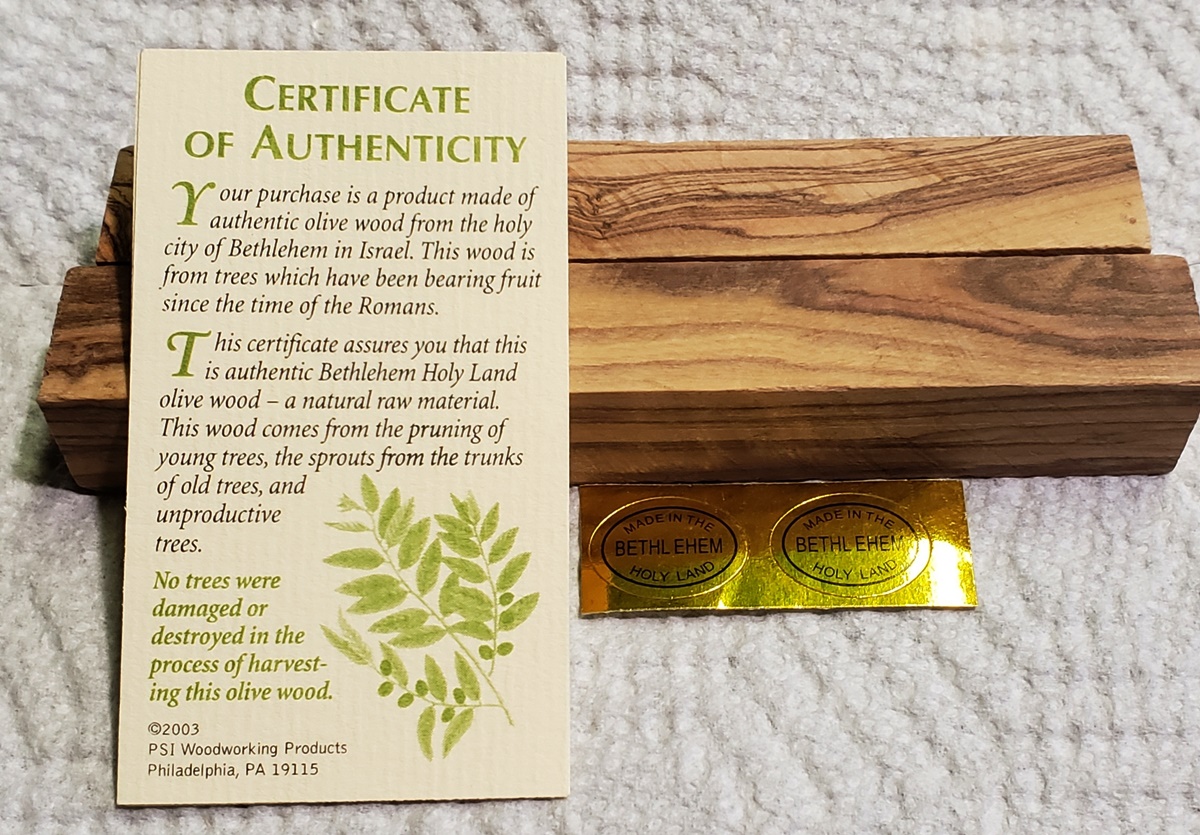 CERTIFICATE
OF AUTHENTICITY
Your purchase is a product made of
authentic olive wood from the holy
city of Bethlehem in Israel. This wood is
from trees which have been bearing fruit
since the time of the Romans.
This certificate assures you that this
is authentic Bethlehem Holy Land
olive wood – a natural raw material.
This wood comes from the pruning of
young trees, the sprouts from the trunks
of old trees, and
unproductive
trees.
No trees were
damaged or
destroyed in the
process of harvest-
ing this olive wood.
©2003
PSI Woodworking Products
Philadelphia, PA 19115
MADE IN THE
BETHL EHEM
HOLY LAND
MADE IN THE
BETHL EHEM
HOLY LAND